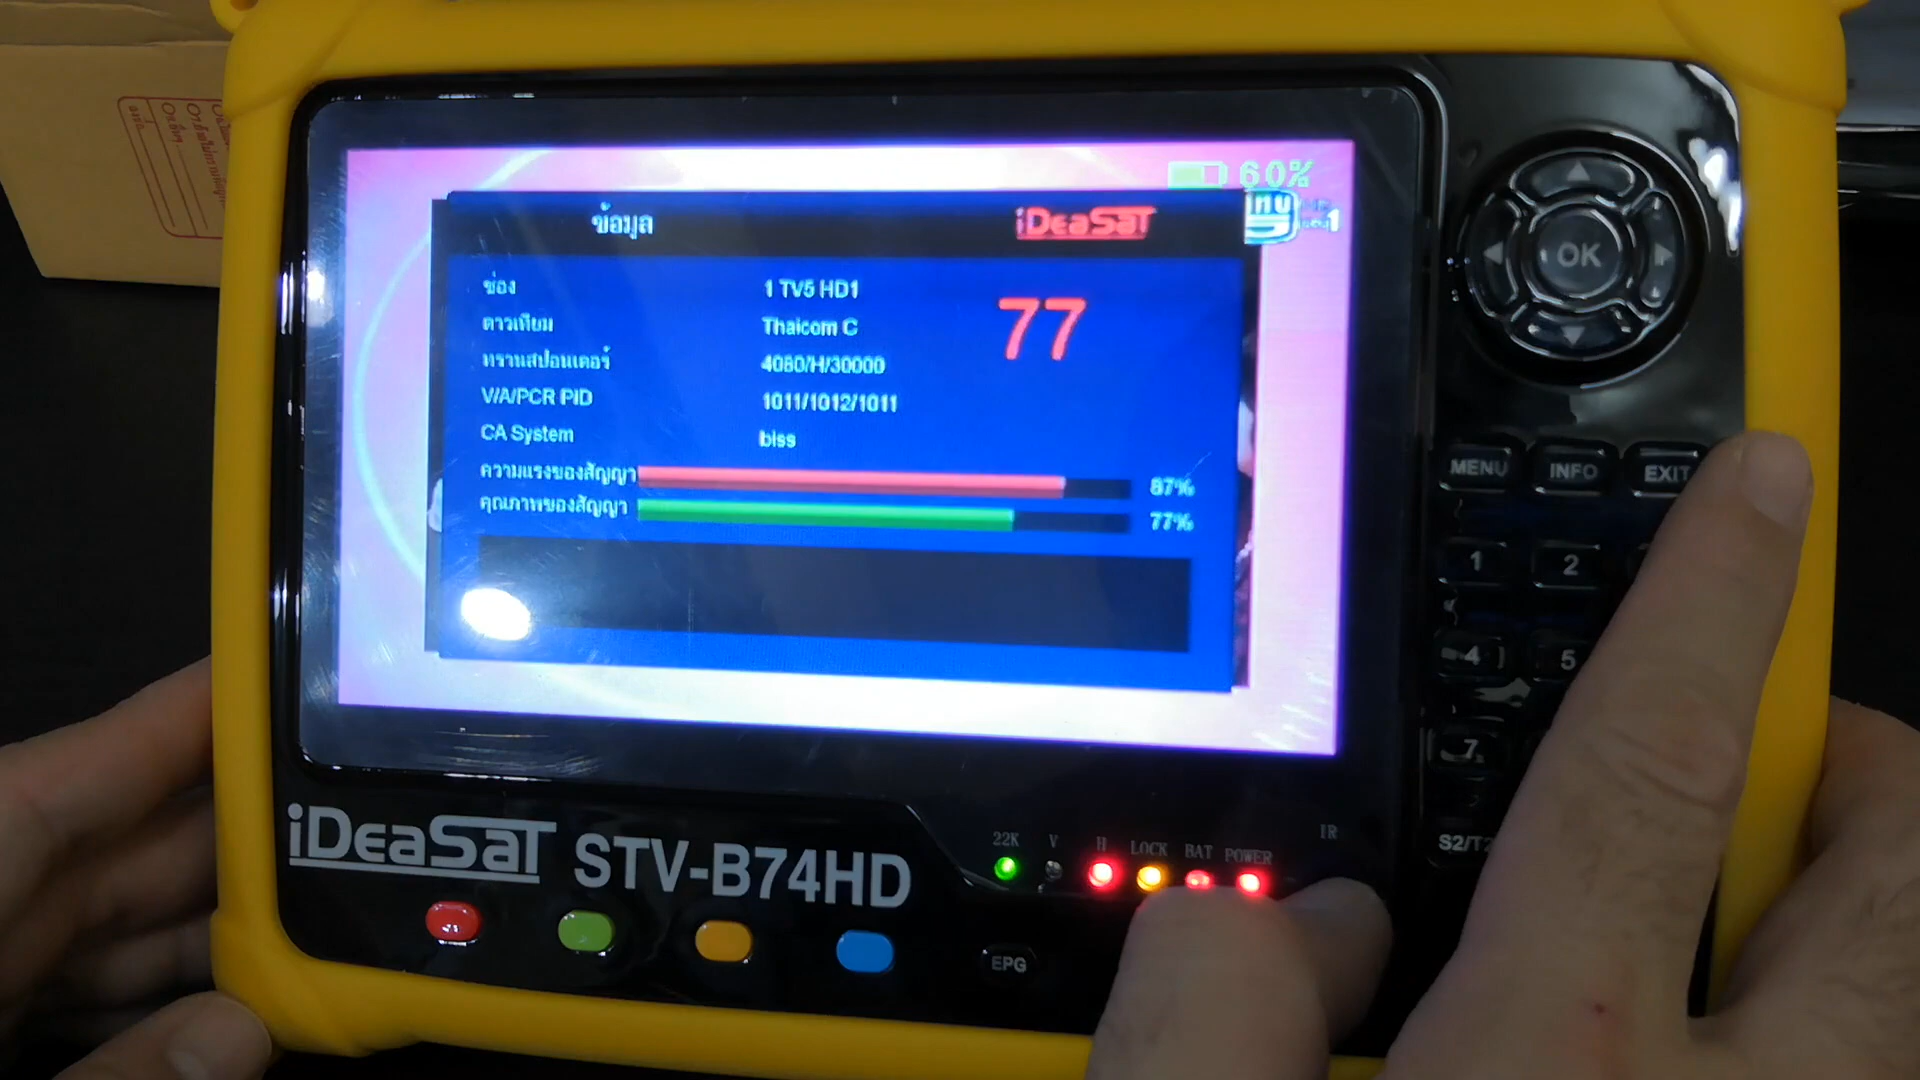 60%
ข้อมูล
iDeaSaT
1
ช่อง 1 TV5 HD1
77
ดาวเทียม Thaicom C
ทรานสปอนเดอร์ 4080/H/30000
V/A/PCR PID 1011/1012/1011
CA System biss
ความแรงของสัญญา 87%
คุณภาพของสัญญา 77%
OK
MENU INFO EXIT
1 2
4 5
7
S2/T2
iDeaSaT STV-B74HD
22K V H LOCK BAT POWER IR
EPG